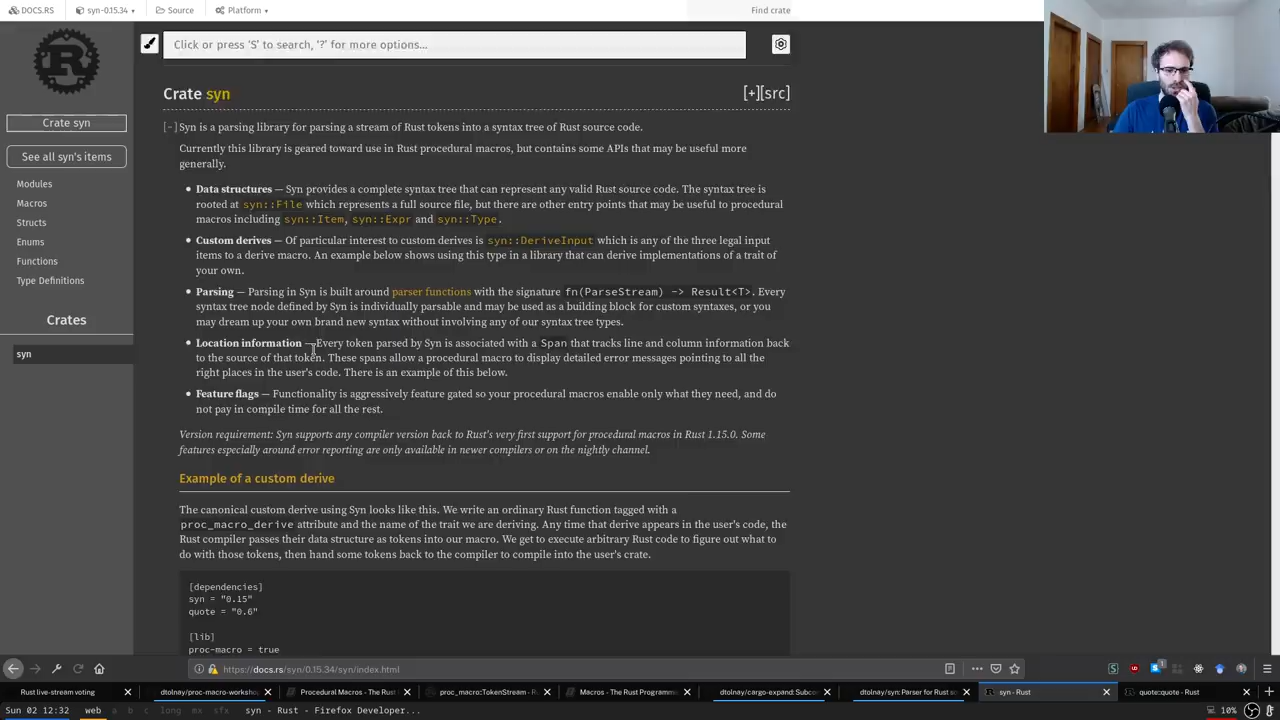 DOCS.RS syn-0.15.34 Source Platform Find crate
Click or press ‘S’ to search, ‘?’ for more options…
Crate syn [+][src]
Crate syn
See all syn's items
Modules
Macros
Structs
Enums
Functions
Type Definitions
Crates
syn
[−] Syn is a parsing library for parsing a stream of Rust tokens into a syntax tree of Rust source code.
Currently this library is geared toward use in Rust procedural macros, but contains some APIs that may be useful more
generally.
• Data structures — Syn provides a complete syntax tree that can represent any valid Rust source code. The syntax tree is
rooted at syn::File which represents a full source file, but there are other entry points that may be useful to procedural
macros including syn::Item, syn::Expr and syn::Type.
• Custom derives — Of particular interest to custom derives is syn::DeriveInput which is any of the three legal input
items to a derive macro. An example below shows using this type in a library that can derive implementations of a trait of
your own.
• Parsing — Parsing in Syn is built around parser functions with the signature fn(ParseStream) -> Result<T>. Every
syntax tree node defined by Syn is individually parsable and may be used as a building block for custom syntaxes, or you
may dream up your own brand new syntax without involving any of our syntax tree types.
• Location information — Every token parsed by Syn is associated with a Span that tracks line and column information back
to the source of that token. These spans allow a procedural macro to display detailed error messages pointing to all the
right places in the user's code. There is an example of this below.
• Feature flags — Functionality is aggressively feature gated so your procedural macros enable only what they need, and do
not pay in compile time for all the rest.
Version requirement: Syn supports any compiler version back to Rust's very first support for procedural macros in Rust 1.15.0. Some
features especially around error reporting are only available in newer compilers or on the nightly channel.
Example of a custom derive
The canonical custom derive using Syn looks like this. We write an ordinary Rust function tagged with a
proc_macro_derive attribute and the name of the trait we are deriving. Any time that derive appears in the user's code, the
Rust compiler passes their data structure as tokens into our macro. We get to execute arbitrary Rust code to figure out what to
do with those tokens, then hand some tokens back to the compiler to compile into the user's crate.
[dependencies]
syn = "0.15"
quote = "0.6"
[lib]
proc-macro = true
https://docs.rs/syn/0.15.34/syn/index.html
Rust live-stream voting
dtolnay/proc-macro-worksho
Procedural Macros - The Rust
proc_macro::TokenStream - R
Macros - The Rust Programm
dtolnay/cargo-expand: Subco
dtolnay/syn: Parser for Rust so
syn - Rust
quote::quote - Rust
Sun 02 12:32 web a b c lang mx sfx syn - Rust - Firefox Developer... 10%